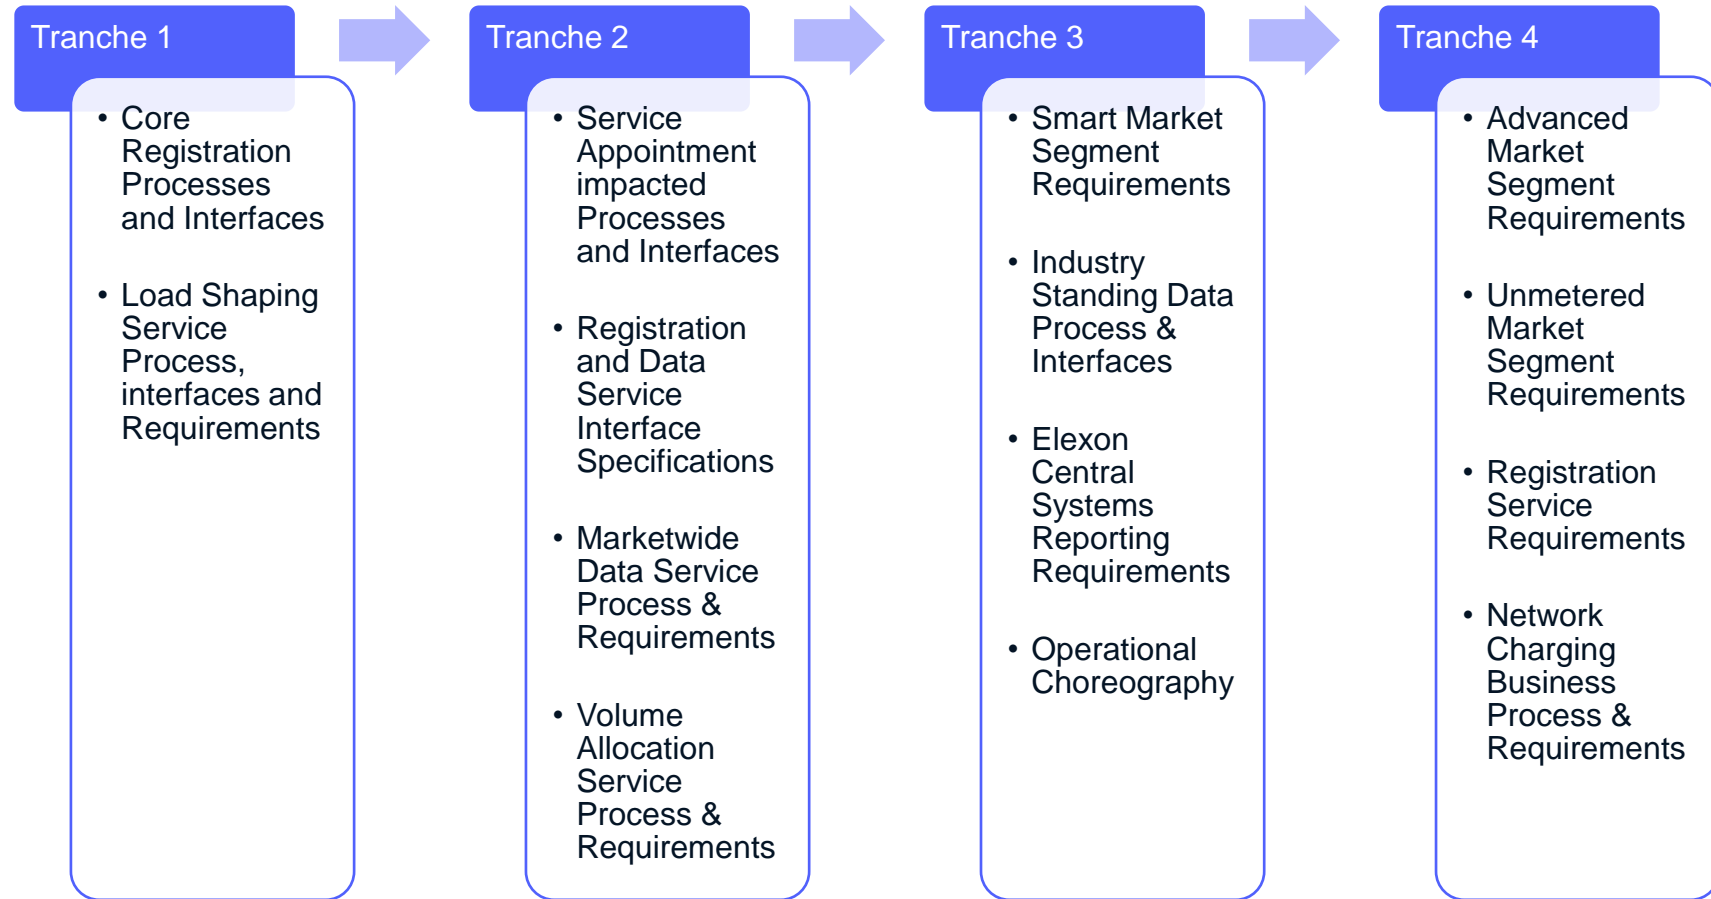 Tranche 1
• Core
Registration
Processes
and Interfaces
• Load Shaping
Service
Process,
interfaces and
Requirements
Tranche 2
• Service
Appointment
impacted
Processes
and Interfaces
• Registration
and Data
Service
Interface
Specifications
• Marketwide
Data Service
Process &
Requirements
• Volume
Allocation
Service
Process &
Requirements
Tranche 3
• Smart Market
Segment
Requirements
• Industry
Standing Data
Process &
Interfaces
• Elexon
Central
Systems
Reporting
Requirements
• Operational
Choreography
Tranche 4
• Advanced
Market
Segment
Requirements
• Unmetered
Market
Segment
Requirements
• Registration
Service
Requirements
• Network
Charging
Business
Process &
Requirements